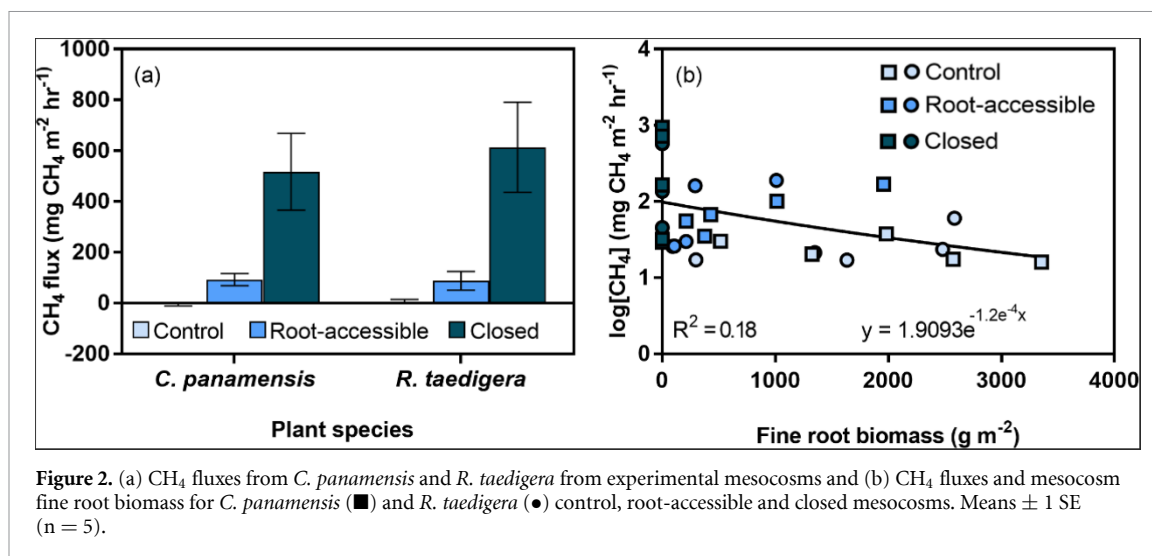 (a)
CH₄ flux (mg CH₄ m⁻² hr⁻¹)
1000
800
600
400
200
0
-200
Control Root-accessible Closed
C. panamensis R. taedigera
Plant species
(b)
log[CH₄] (mg CH₄ m⁻² hr⁻¹)
4
3
2
1
0
Control
Root-accessible
Closed
R² = 0.18 y = 1.9093e^-1.2e⁻⁴x
0 1000 2000 3000 4000
Fine root biomass (g m⁻²)
Figure 2. (a) CH₄ fluxes from C. panamensis and R. taedigera from experimental mesocosms and (b) CH₄ fluxes and mesocosm
fine root biomass for C. panamensis (■) and R. taedigera (●) control, root-accessible and closed mesocosms. Means ± 1 SE
(n = 5).